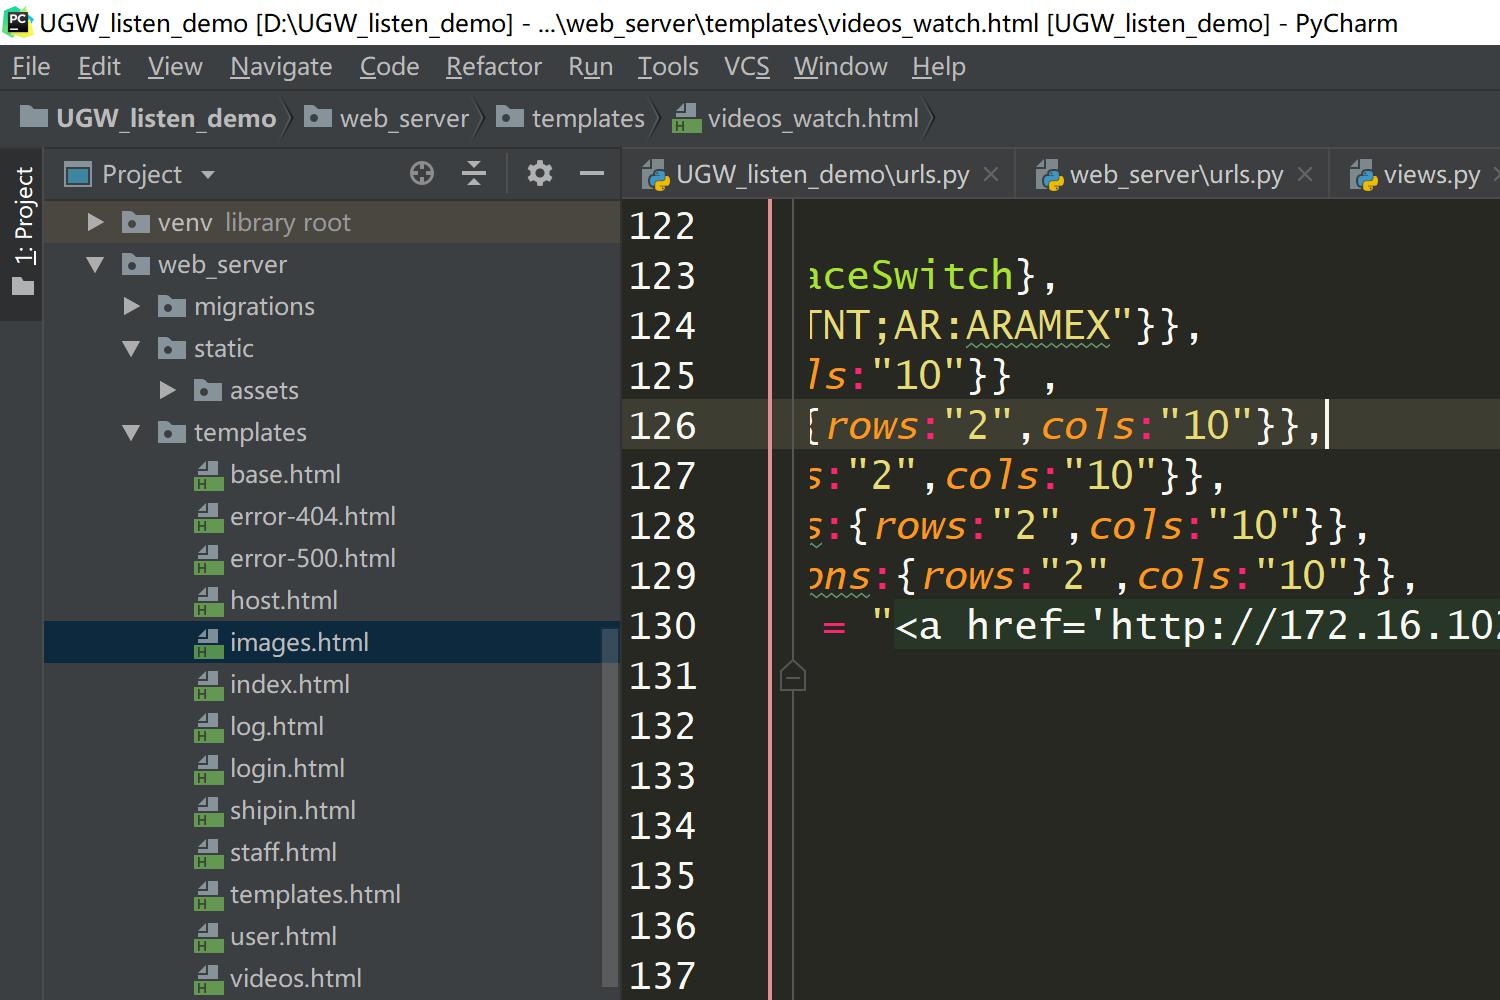 UGW_listen_demo [D:\UGW_listen_demo] - ...\web_server\templates\videos_watch.html [UGW_listen_demo] - PyCharm
File Edit View Navigate Code Refactor Run Tools VCS Window Help
UGW_listen_demo web_server templates videos_watch.html
1: Project
Project
UGW_listen_demo\urls.py web_server\urls.py views.py
venv library root
web_server
migrations
static
assets
templates
base.html
error-404.html
error-500.html
host.html
images.html
index.html
log.html
login.html
shipin.html
staff.html
templates.html
user.html
videos.html
122
123 aceSwitch},
124 TNT;AR:ARAMEX"}},
125 ls:"10"}} ,
126 {rows:"2",cols:"10"}},
127 s:"2",cols:"10"}},
128 s:{rows:"2",cols:"10"}},
129 ons:{rows:"2",cols:"10"}},
130 = "<a href='http://172.16.102
131
132
133
134
135
136
137